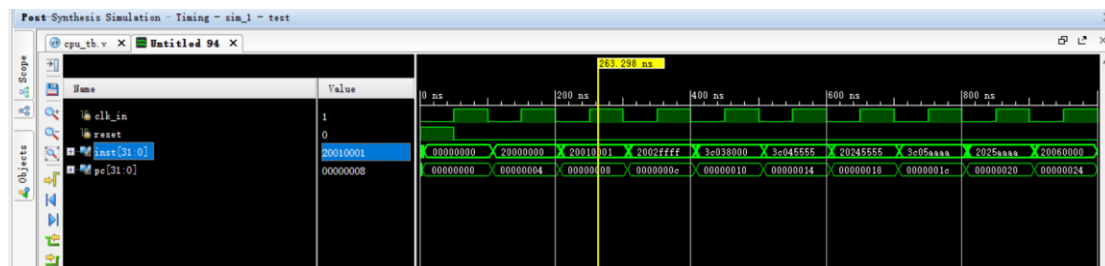 Post-Synthesis Simulation - Timing - sim_1 - test
cpu_tb.v X Untitled 94 X
Scope
Objects
263.298 ns
Name Value
0 ns 200 ns 400 ns 600 ns 800 ns
clk_in 1
reset 0
inst[31:0] 20010001 00000000 20000000 20010001 2002ffff 3c038000 3c045555 20245555 3c05aaaa 2025aaaa 20060000
pc[31:0] 00000008 00000000 00000004 00000008 0000000c 00000010 00000014 00000018 0000001c 00000020 00000024